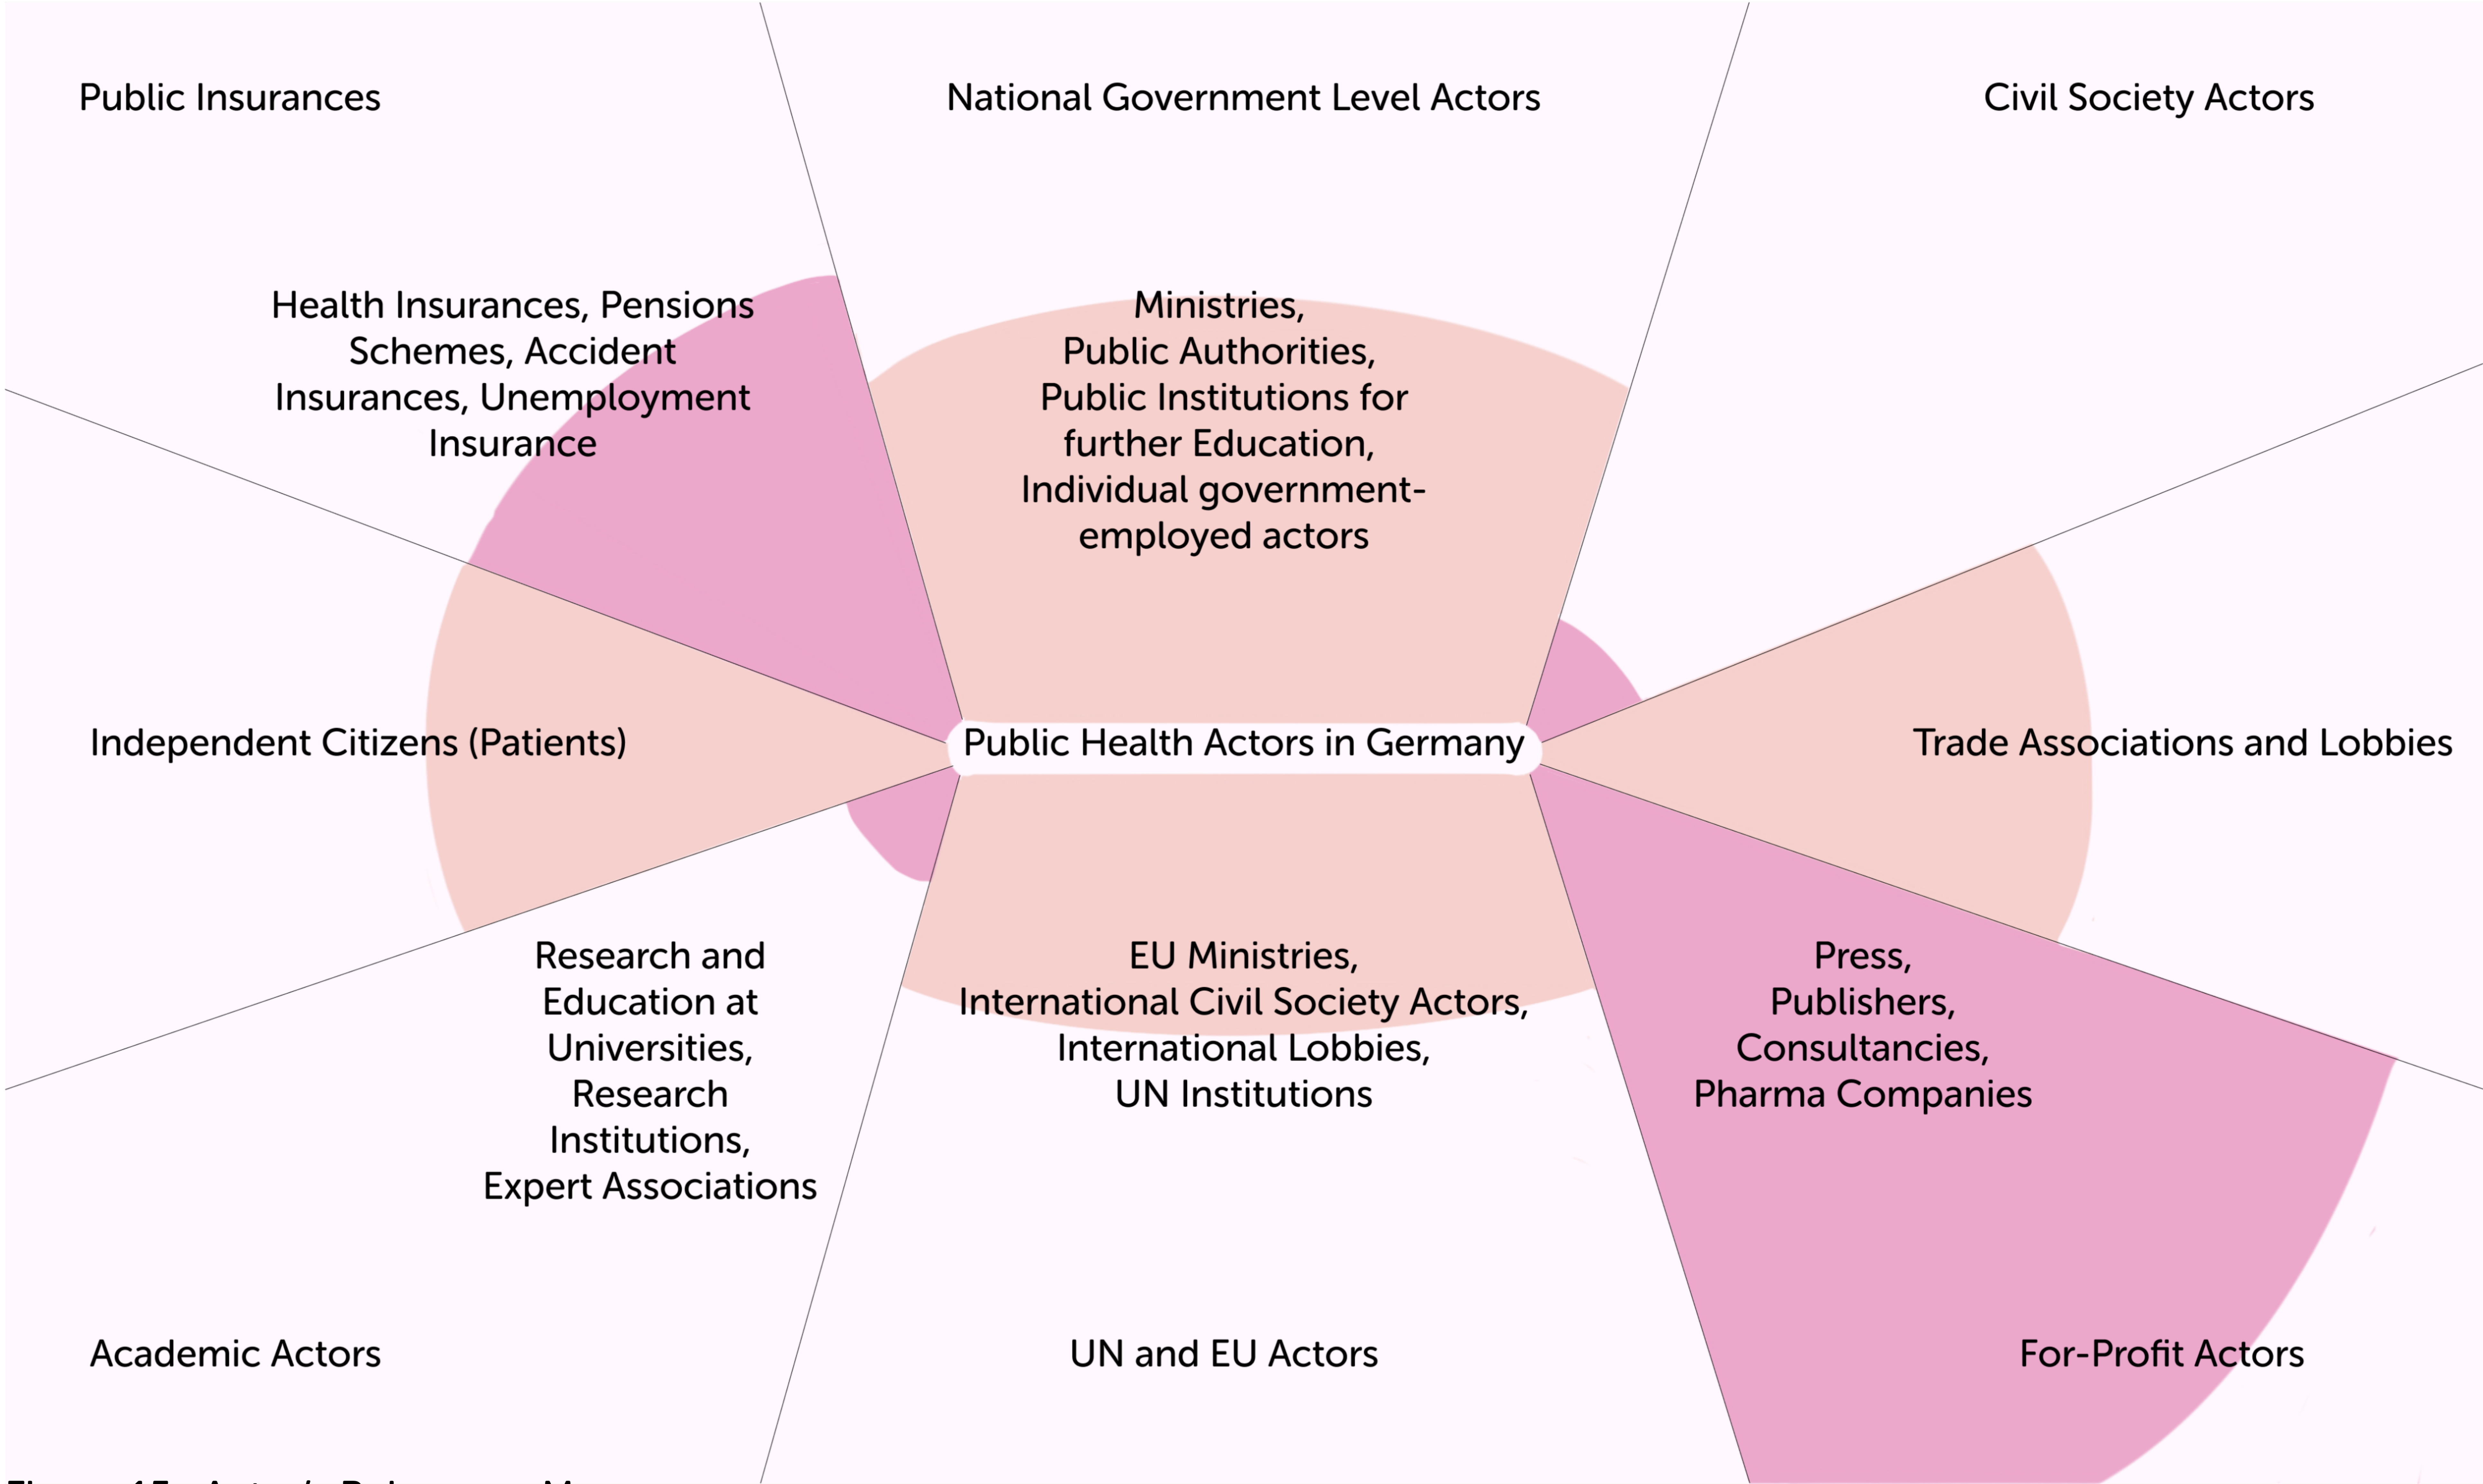 Public Insurances
National Government Level Actors
Civil Society Actors
Health Insurances, Pensions
Schemes, Accident
Insurances, Unemployment
Insurance
Ministries,
Public Authorities,
Public Institutions for
further Education,
Individual government-
employed actors
Independent Citizens (Patients)
Public Health Actors in Germany
Trade Associations and Lobbies
Research and
Education at
Universities,
Research
Institutions,
Expert Associations
EU Ministries,
International Civil Society Actors,
International Lobbies,
UN Institutions
Press,
Publishers,
Consultancies,
Pharma Companies
Academic Actors
UN and EU Actors
For-Profit Actors